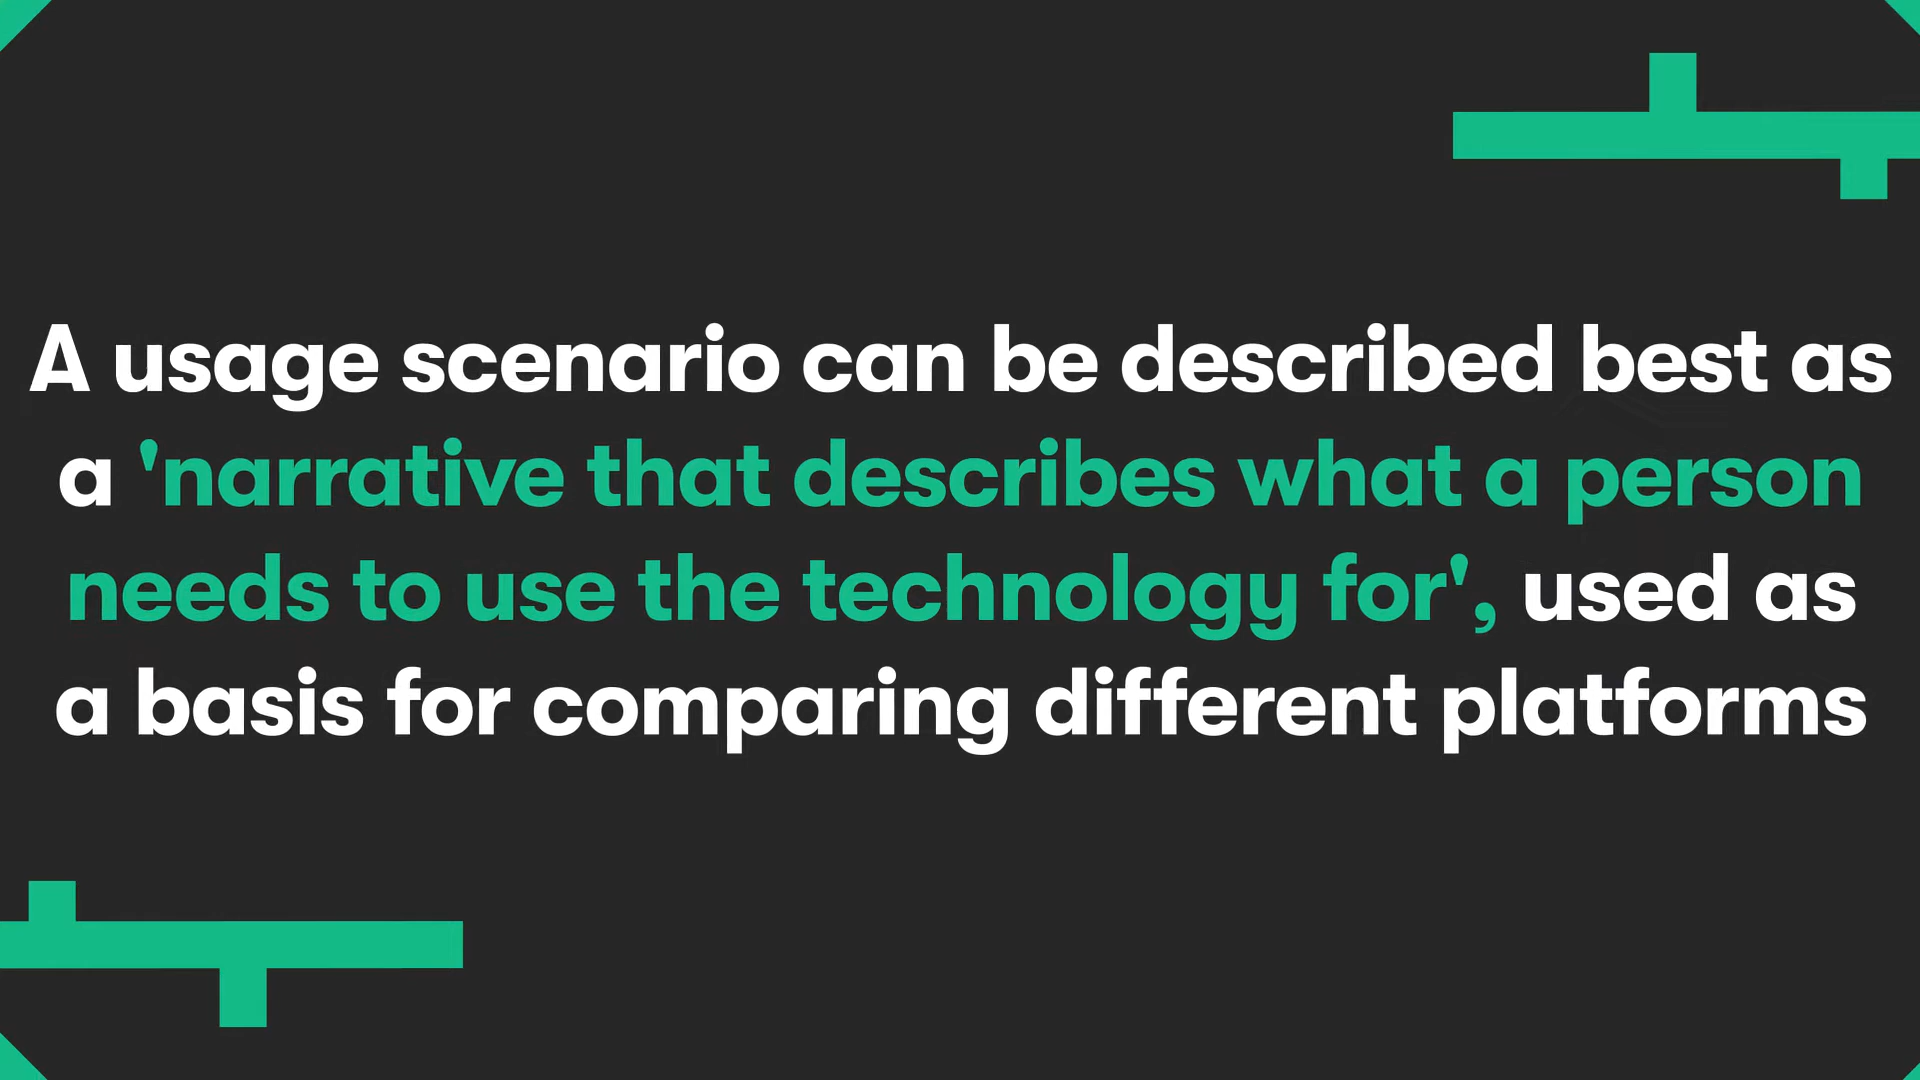 A usage scenario can be described best as
a 'narrative that describes what a person
needs to use the technology for', used as
a basis for comparing different platforms